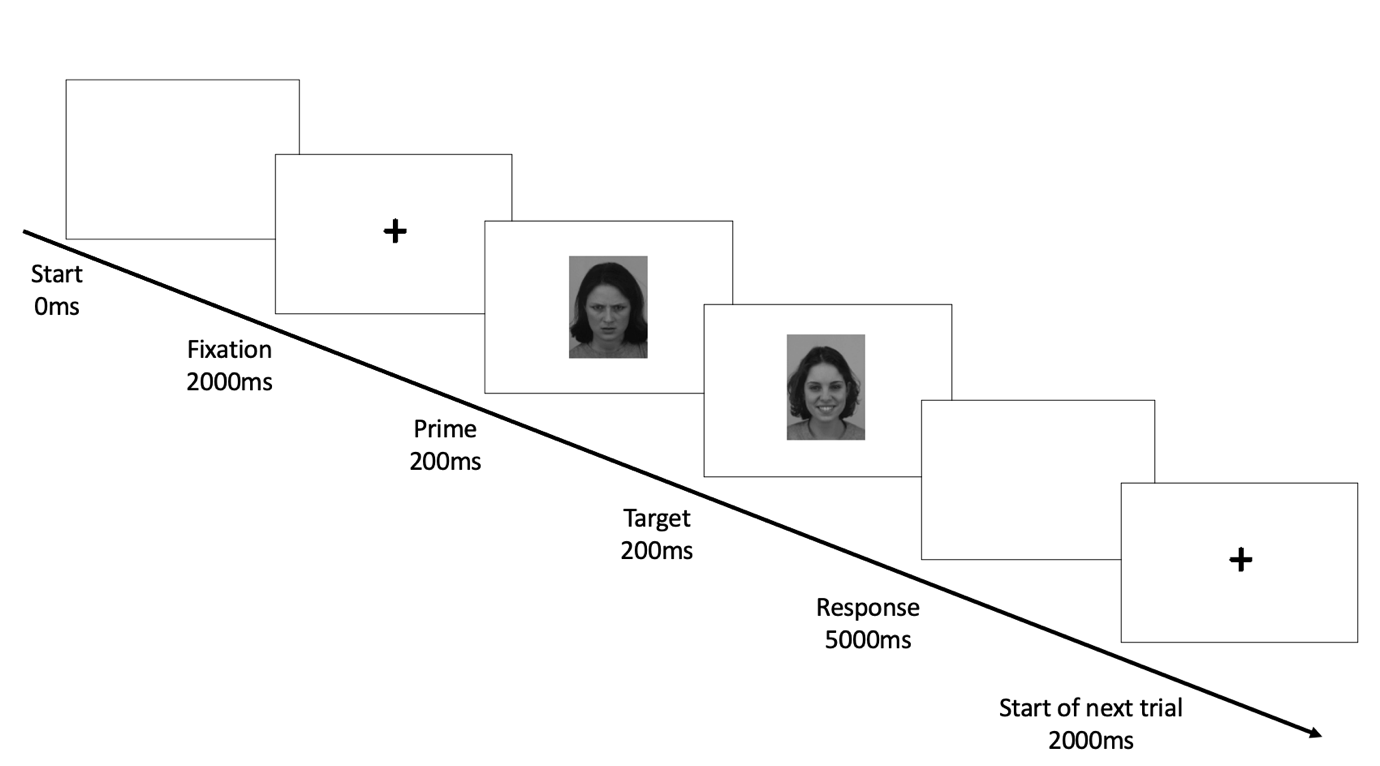 Start
0ms
Fixation
2000ms
Prime
200ms
Target
200ms
Response
5000ms
Start of next trial
2000ms